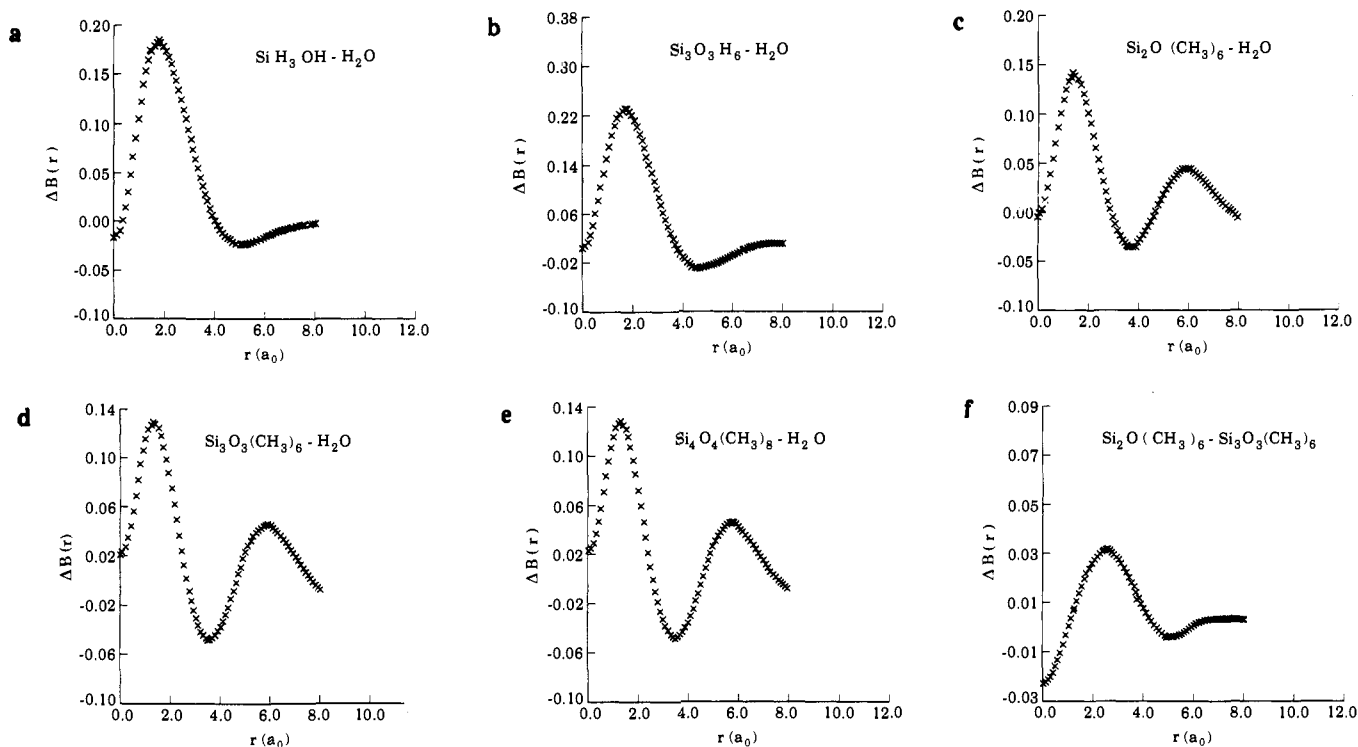 a
Si H₃ OH - H₂O
0.20
0.15
0.10
0.05
0.00
-0.05
-0.10
ΔB(r)
0.0 2.0 4.0 6.0 8.0 10.0 12.0
r (a₀)
b
Si₃O₃H₆ - H₂O
0.38
0.32
0.22
0.14
0.06
-0.02
-0.10
ΔB(r)
0.0 2.0 4.0 6.0 8.0 10.0 12.0
r (a₀)
c
Si₂O (CH₃)₆ - H₂O
0.20
0.15
0.10
0.05
0.00
-0.05
-0.10
ΔB(r)
0.0 2.0 4.0 6.0 8.0 10.0 12.0
r (a₀)
d
Si₃O₃(CH₃)₆ - H₂O
0.14
0.10
0.06
0.02
-0.02
-0.06
-0.10
ΔB(r)
0.0 2.0 4.0 6.0 8.0 10.0
r (a₀)
e
Si₄O₄(CH₃)₈ - H₂ O
0.14
0.10
0.06
0.02
-0.02
-0.06
-0.10
ΔB(r)
0.0 2.0 4.0 6.0 8.0 10.0 12.0
r (a₀)
f
Si₂O (CH₃)₆ - Si₃O₃(CH₃)₆
0.09
0.07
0.05
0.03
0.01
-0.01
-0.03
ΔB(r)
0.0 2.0 4.0 6.0 8.0 10.0 12.0
r (a₀)